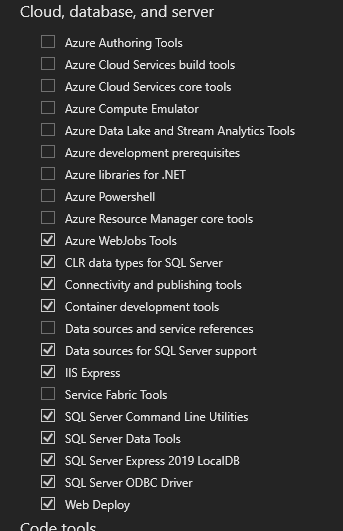 Cloud, database, and server
Azure Authoring Tools
Azure Cloud Services build tools
Azure Cloud Services core tools
Azure Compute Emulator
Azure Data Lake and Stream Analytics Tools
Azure development prerequisites
Azure libraries for .NET
Azure Powershell
Azure Resource Manager core tools
Azure WebJobs Tools
CLR data types for SQL Server
Connectivity and publishing tools
Container development tools
Data sources and service references
Data sources for SQL Server support
IIS Express
Service Fabric Tools
SQL Server Command Line Utilities
SQL Server Data Tools
SQL Server Express 2019 LocalDB
SQL Server ODBC Driver
Web Deploy
Code tools